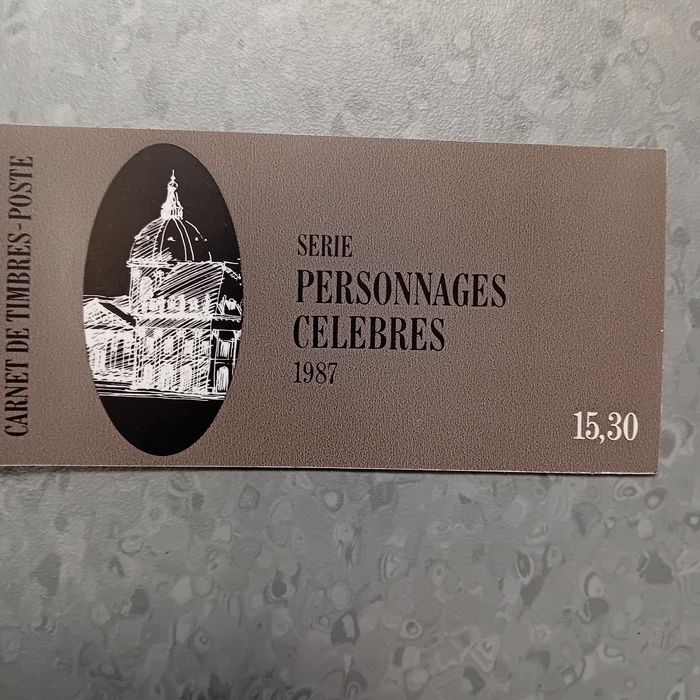 CARNET DE TIMBRES-POSTE
SERIE
PERSONNAGES
CELEBRES
1987
15,30